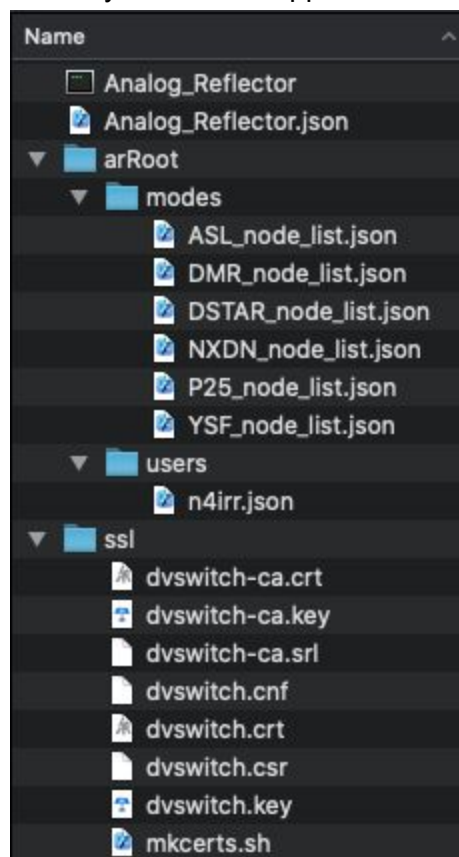 Name
Analog_Reflector
Analog_Reflector.json
arRoot
modes
ASL_node_list.json
DMR_node_list.json
DSTAR_node_list.json
NXDN_node_list.json
P25_node_list.json
YSF_node_list.json
users
n4irr.json
ssl
dvswitch-ca.crt
dvswitch-ca.key
dvswitch-ca.srl
dvswitch.cnf
dvswitch.crt
dvswitch.csr
dvswitch.key
mkcerts.sh